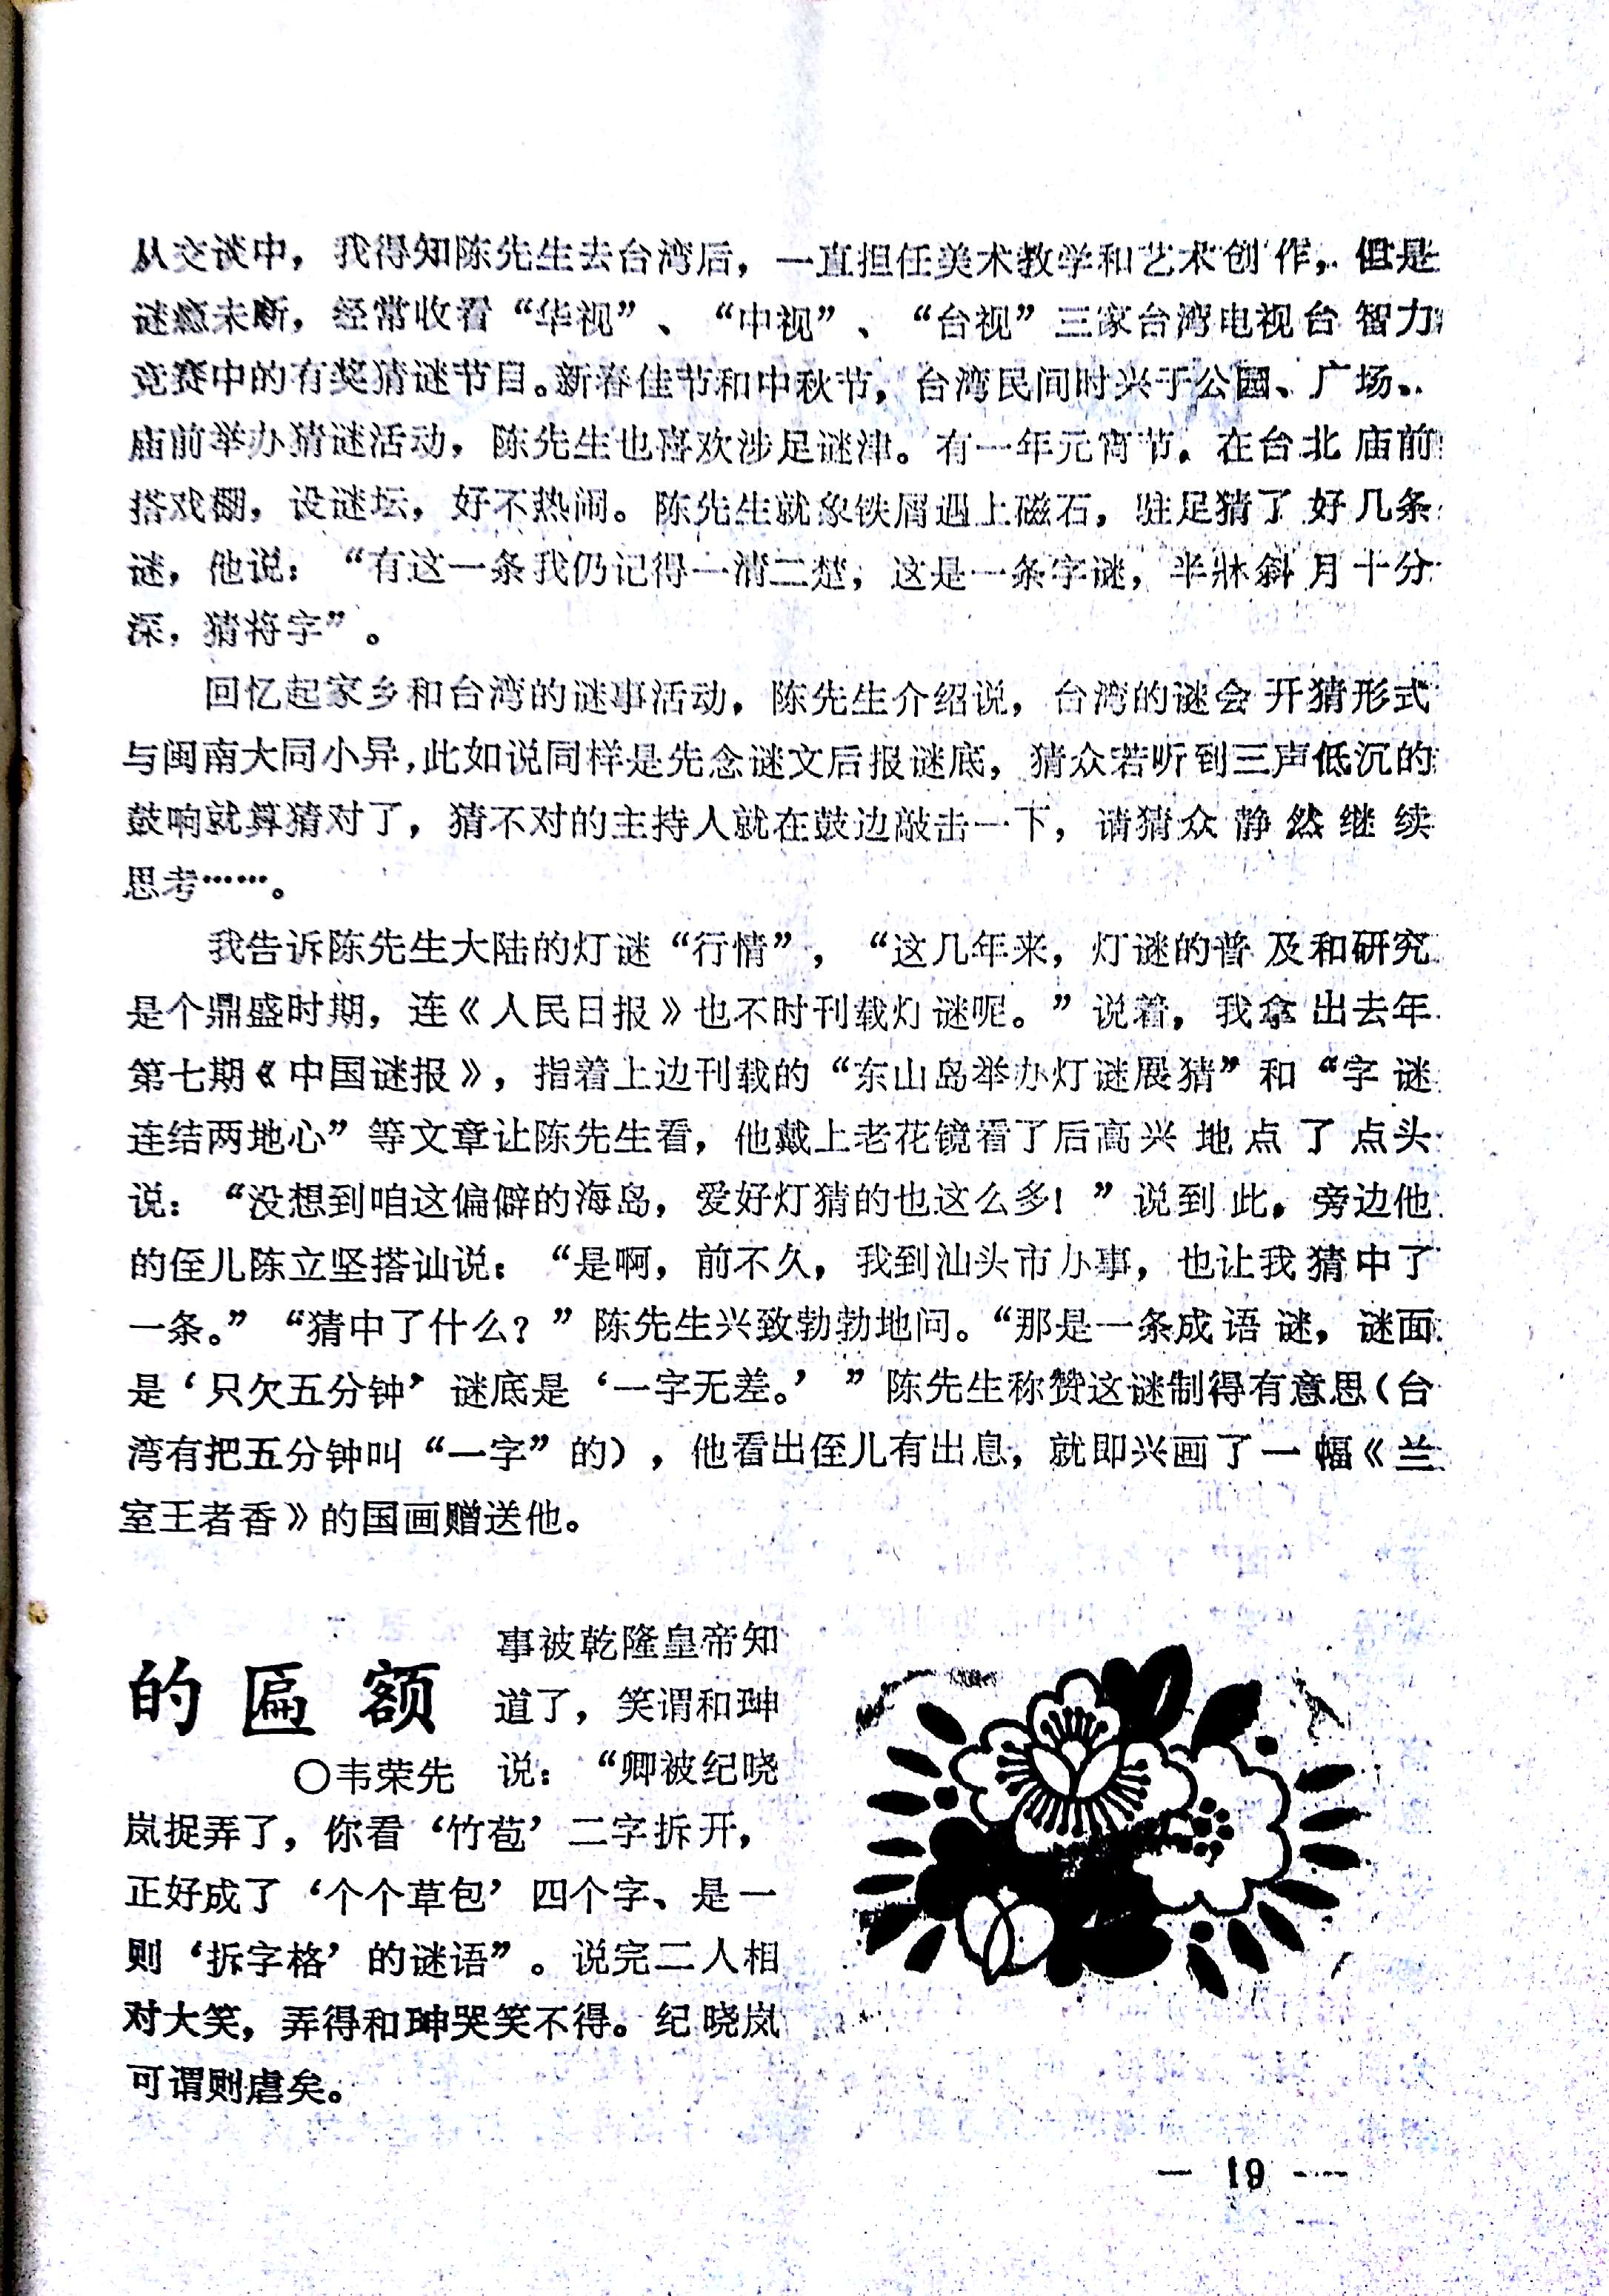 从交谈中，我得知陈先生去台湾后，一直担任美术教学和艺术创作，但是
谜瘾未断，经常收看“华视”、“中视”、“台视”三家台湾电视台智力
竞赛中的有奖猜谜节目。新春佳节和中秋节，台湾民间时兴于公园、广场、
庙前举办猜谜活动，陈先生也喜欢涉足谜津。有一年元宵节，在台北庙前
搭戏棚，设谜坛，好不热闹。陈先生就象铁屑遇上磁石，驻足猜了好几条
谜，他说：“有这一条我仍记得一清二楚，这是一条字谜，半牀斜月十分
深，猜将字”。
回忆起家乡和台湾的谜事活动，陈先生介绍说，台湾的谜会开猜形式
与闽南大同小异，此如说同样是先念谜文后报谜底，猜众若听到三声低沉的
鼓响就算猜对了，猜不对的主持人就在鼓边敲击一下，请猜众静然继续
思考……。
我告诉陈先生大陆的灯谜“行情”，“这几年来，灯谜的普及和研究
是个鼎盛时期，连《人民日报》也不时刊载灯谜呢。”说着，我拿出去年
第七期《中国谜报》，指着上边刊载的“东山岛举办灯谜展猜”和“字谜
连结两地心”等文章让陈先生看，他戴上老花镜看了后高兴地点了点头
说：“没想到咱这偏僻的海岛，爱好灯猜的也这么多！”说到此，旁边他
的侄儿陈立坚搭讪说：“是啊，前不久，我到汕头市办事，也让我猜中了
一条。”“猜中了什么？”陈先生兴致勃勃地问。“那是一条成语谜，谜面
是‘只欠五分钟’谜底是‘一字无差。’”陈先生称赞这谜制得有意思（台
湾有把五分钟叫“一字”的），他看出侄儿有出息，就即兴画了一幅《兰
室王者香》的国画赠送他。
的匾额
〇韦荣先
事被乾隆皇帝知
道了，笑谓和珅
说：“卿被纪晓
岚捉弄了，你看‘竹苞’二字拆开，
正好成了‘个个草包’四个字、是一
则‘拆字格’的谜语”。说完二人相
对大笑，弄得和珅哭笑不得。纪晓岚
可谓则虐矣。
— 19 —